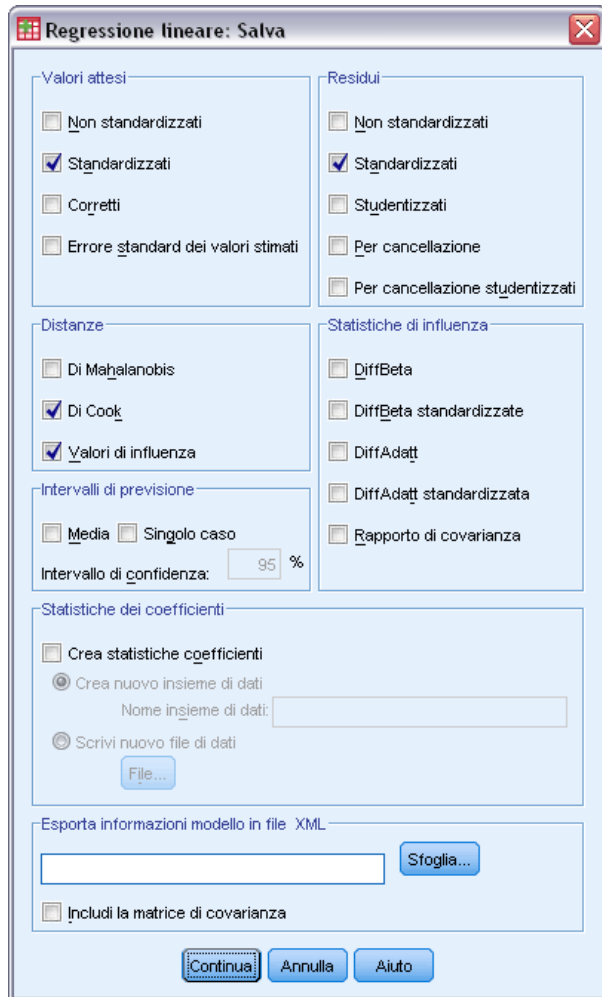 Regressione lineare: Salva
Valori attesi
Non standardizzati
Standardizzati
Corretti
Errore standard dei valori stimati
Residui
Non standardizzati
Standardizzati
Studentizzati
Per cancellazione
Per cancellazione studentizzati
Distanze
Di Mahalanobis
Di Cook
Valori di influenza
Statistiche di influenza
DiffBeta
DiffBeta standardizzate
DiffAdatt
DiffAdatt standardizzata
Rapporto di covarianza
Intervalli di previsione
Media Singolo caso
Intervallo di confidenza: 95 %
Statistiche dei coefficienti
Crea statistiche coefficienti
Crea nuovo insieme di dati
Nome insieme di dati:
Scrivi nuovo file di dati
File...
Esporta informazioni modello in file XML
Sfoglia...
Includi la matrice di covarianza
Continua Annulla Aiuto